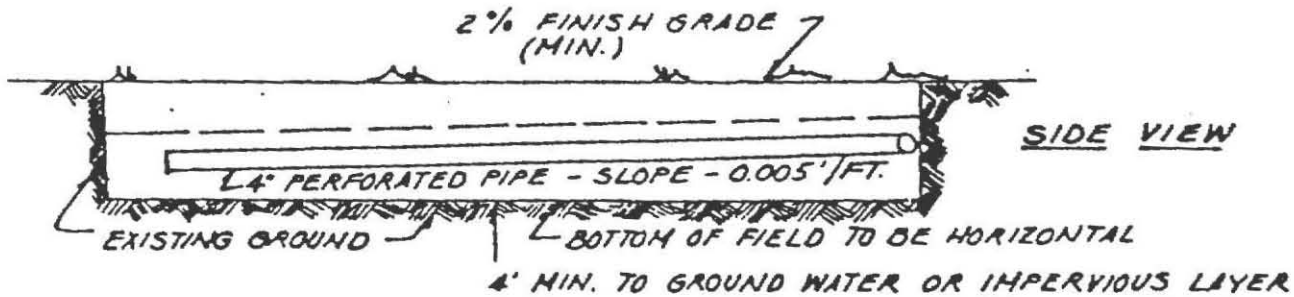 2% FINISH GRADE
(MIN.)
SIDE VIEW
4" PERFORATED PIPE - SLOPE - 0.005'/FT.
EXISTING GROUND
BOTTOM OF FIELD TO BE HORIZONTAL
4' MIN. TO GROUND WATER OR IMPERVIOUS LAYER